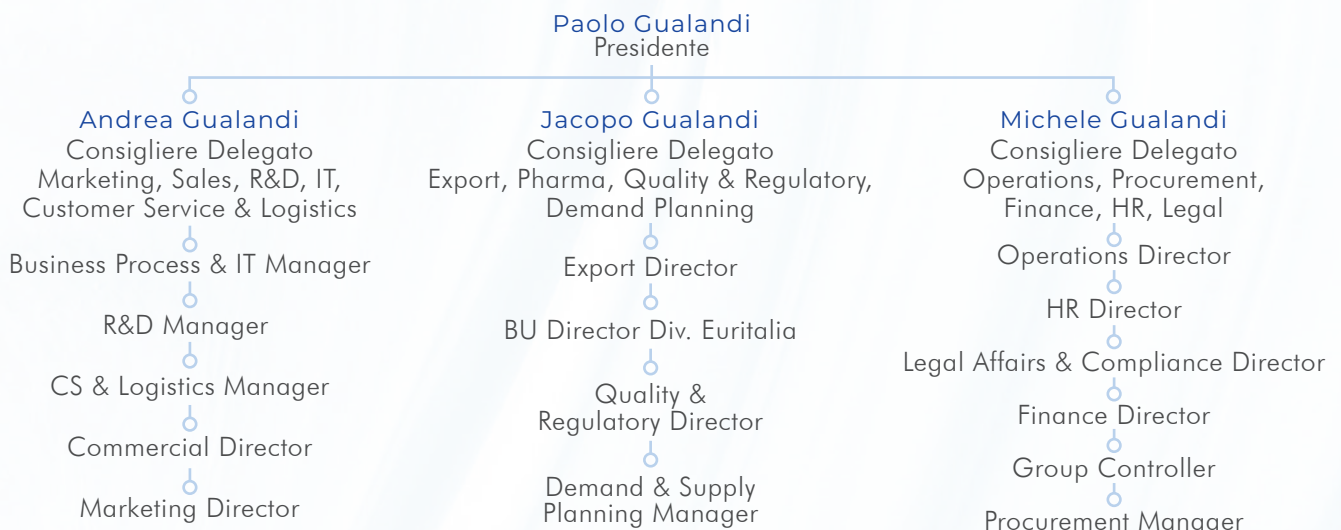 Paolo Gualandi
Presidente
Andrea Gualandi
Consigliere Delegato
Marketing, Sales, R&D, IT,
Customer Service & Logistics
Business Process & IT Manager
R&D Manager
CS & Logistics Manager
Commercial Director
Marketing Director
Jacopo Gualandi
Consigliere Delegato
Export, Pharma, Quality & Regulatory,
Demand Planning
Export Director
BU Director Div. Euritalia
Quality &
Regulatory Director
Demand & Supply
Planning Manager
Michele Gualandi
Consigliere Delegato
Operations, Procurement,
Finance, HR, Legal
Operations Director
HR Director
Legal Affairs & Compliance Director
Finance Director
Group Controller
Procurement Manager